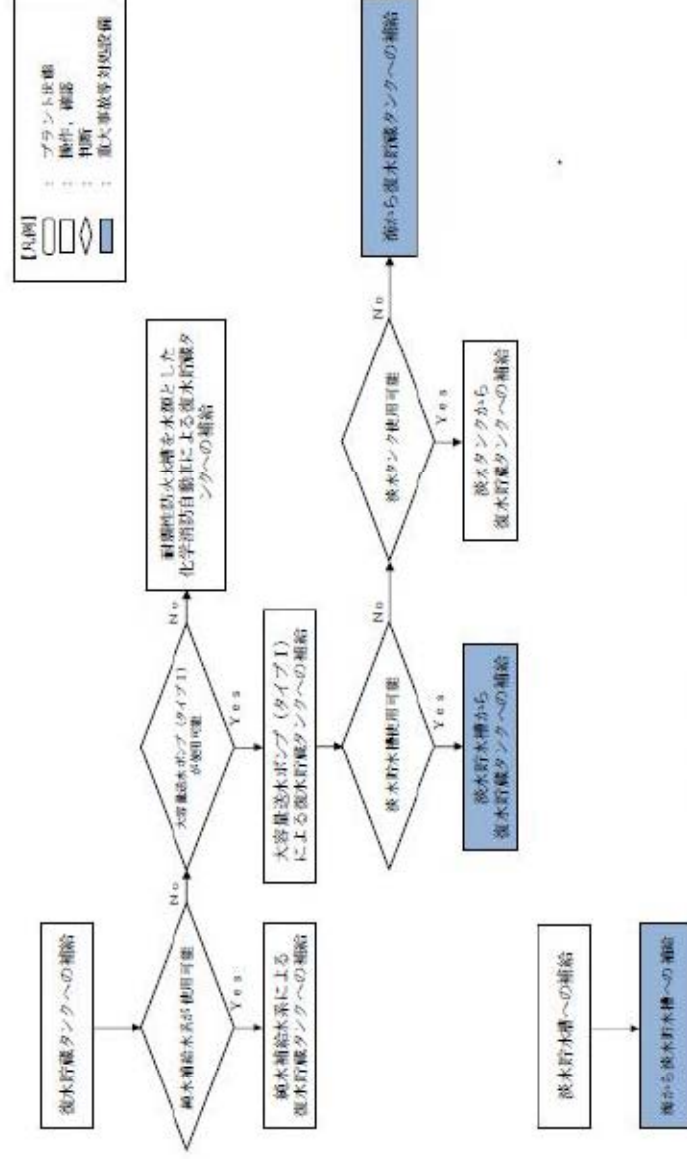 【凡例】
： プラント状態
： 操作，確認
： 判断
： 重大事故等対処設備
復水貯蔵タンクへの補給
純水補給水系が使用可能
No
Yes
純水補給水系による
復水貯蔵タンクへの補給
大容量送水ポンプ（タイプⅠ）
が使用可能
No
Yes
耐震性防火水槽を水源とした
化学消防自動車による復水貯蔵タ
ンクへの補給
大容量送水ポンプ（タイプⅠ）
による復水貯蔵タンクへの補給
淡水貯水槽使用可能
No
Yes
淡水貯水槽から
復水貯蔵タンクへの補給
淡水タンク使用可能
No
Yes
淡水タンクから
復水貯蔵タンクへの補給
海から復水貯蔵タンクへの補給
淡水貯水槽への補給
海から淡水貯水槽への補給